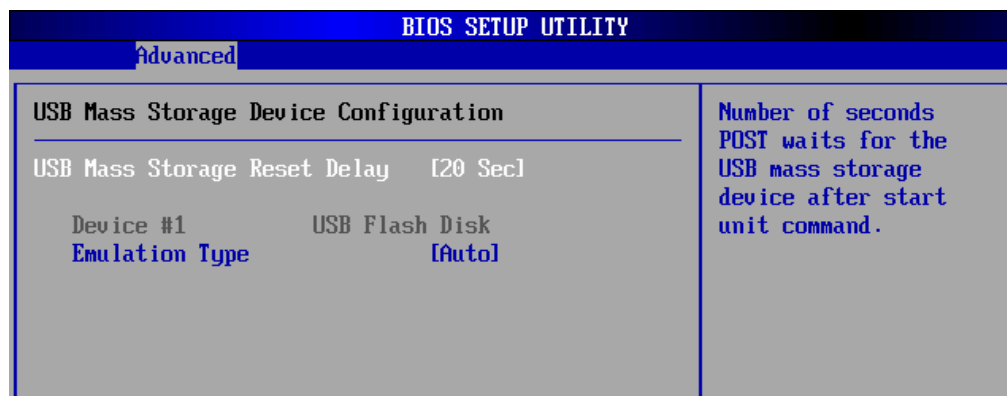 BIOS SETUP UTILITY
Advanced
USB Mass Storage Device Configuration
USB Mass Storage Reset Delay [20 Sec]
Device #1 USB Flash Disk
Emulation Type [Auto]
Number of seconds
POST waits for the
USB mass storage
device after start
unit command.